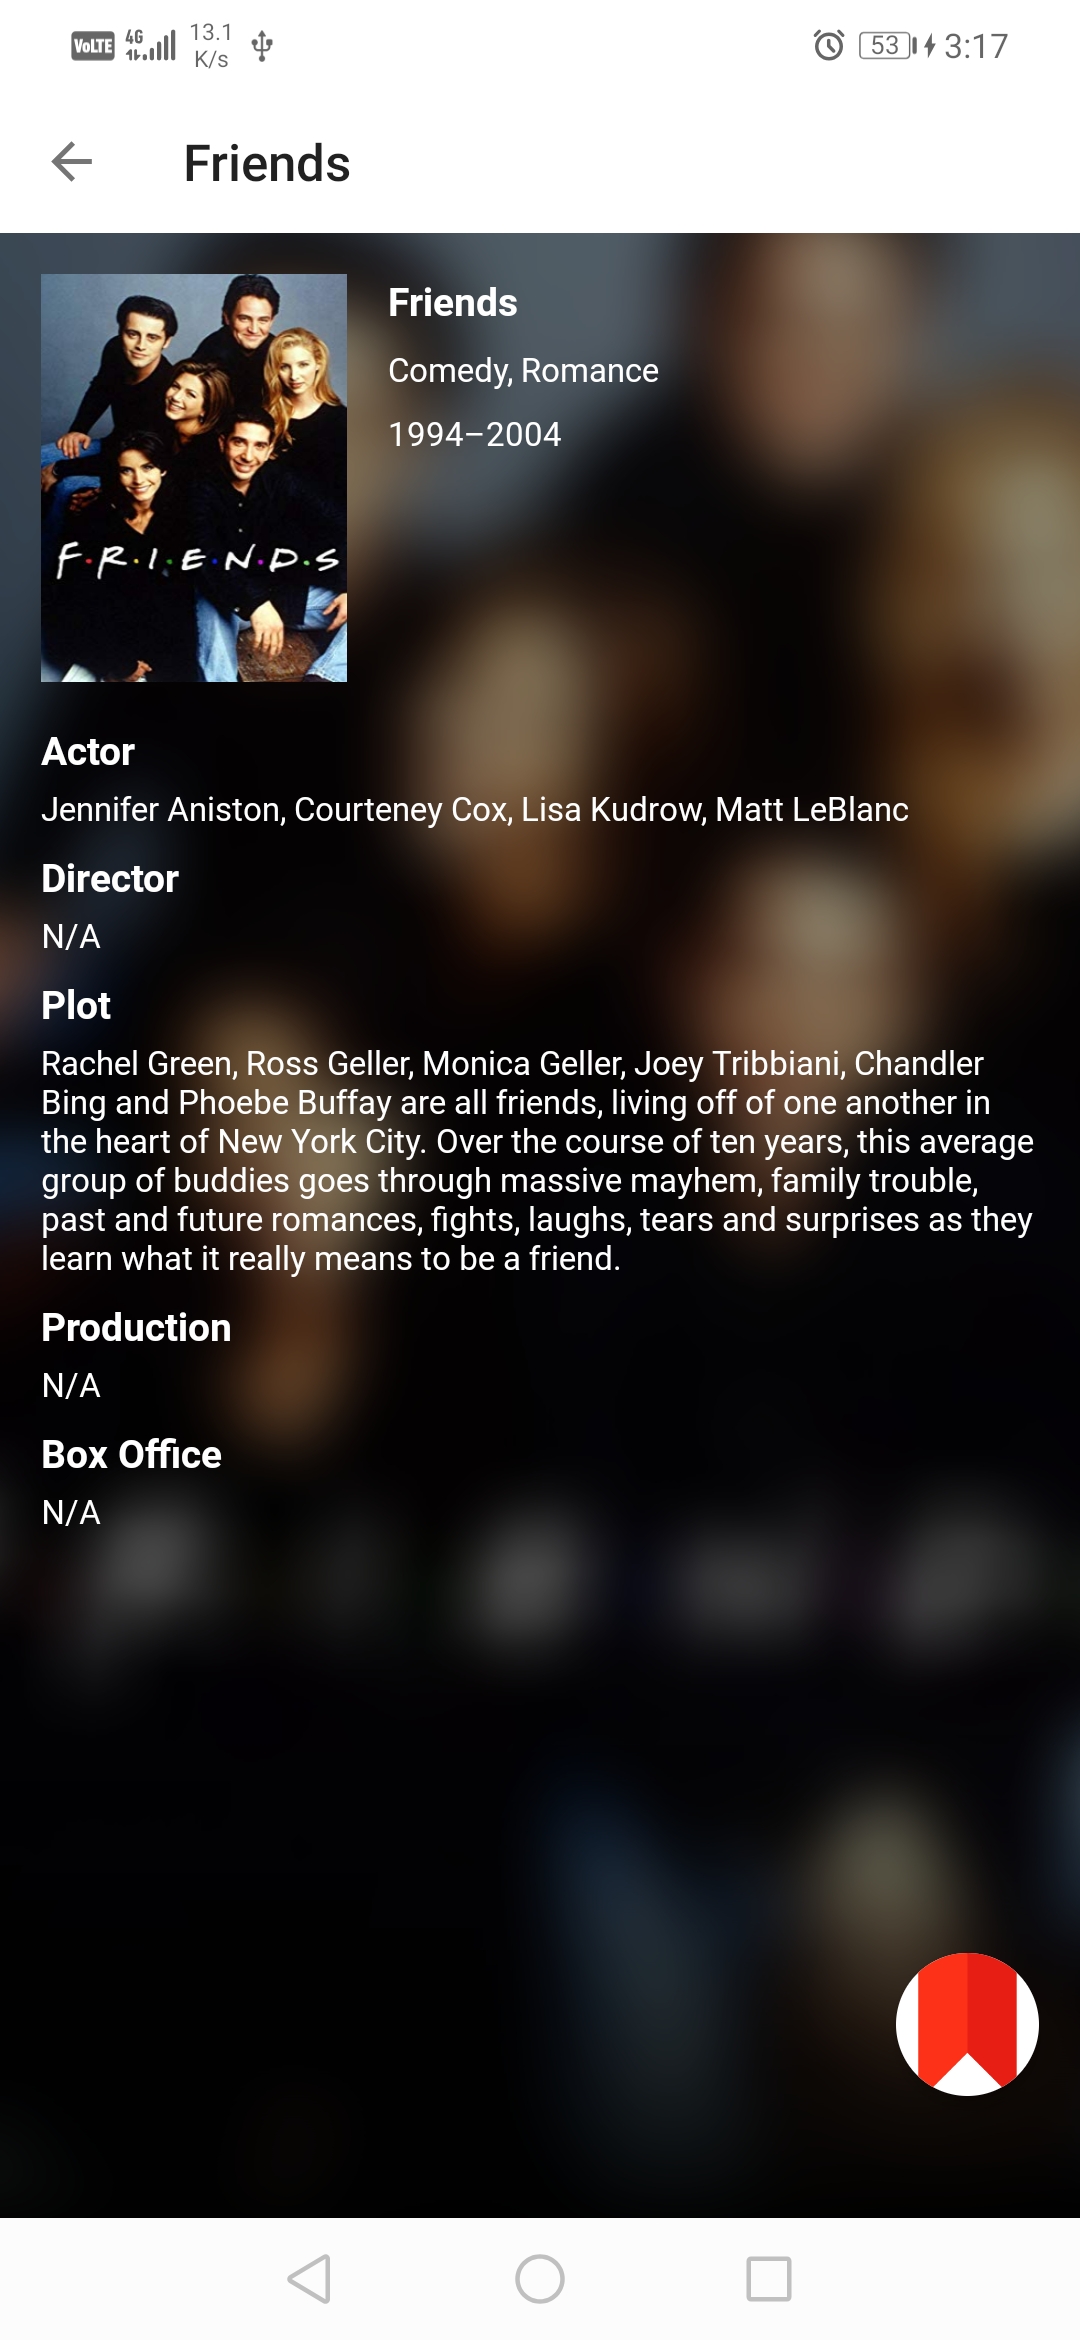 VoLTE 4G 13.1 K/s 53 3:17
Friends
F·R·I·E·N·D·S
Friends
Comedy, Romance
1994–2004
Actor
Jennifer Aniston, Courteney Cox, Lisa Kudrow, Matt LeBlanc
Director
N/A
Plot
Rachel Green, Ross Geller, Monica Geller, Joey Tribbiani, Chandler
Bing and Phoebe Buffay are all friends, living off of one another in
the heart of New York City. Over the course of ten years, this average
group of buddies goes through massive mayhem, family trouble,
past and future romances, fights, laughs, tears and surprises as they
learn what it really means to be a friend.
Production
N/A
Box Office
N/A